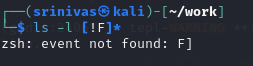 ┌──(srinivas㉿kali)-[~/work]
└─$ ls -l[!F]*
zsh: event not found: F]